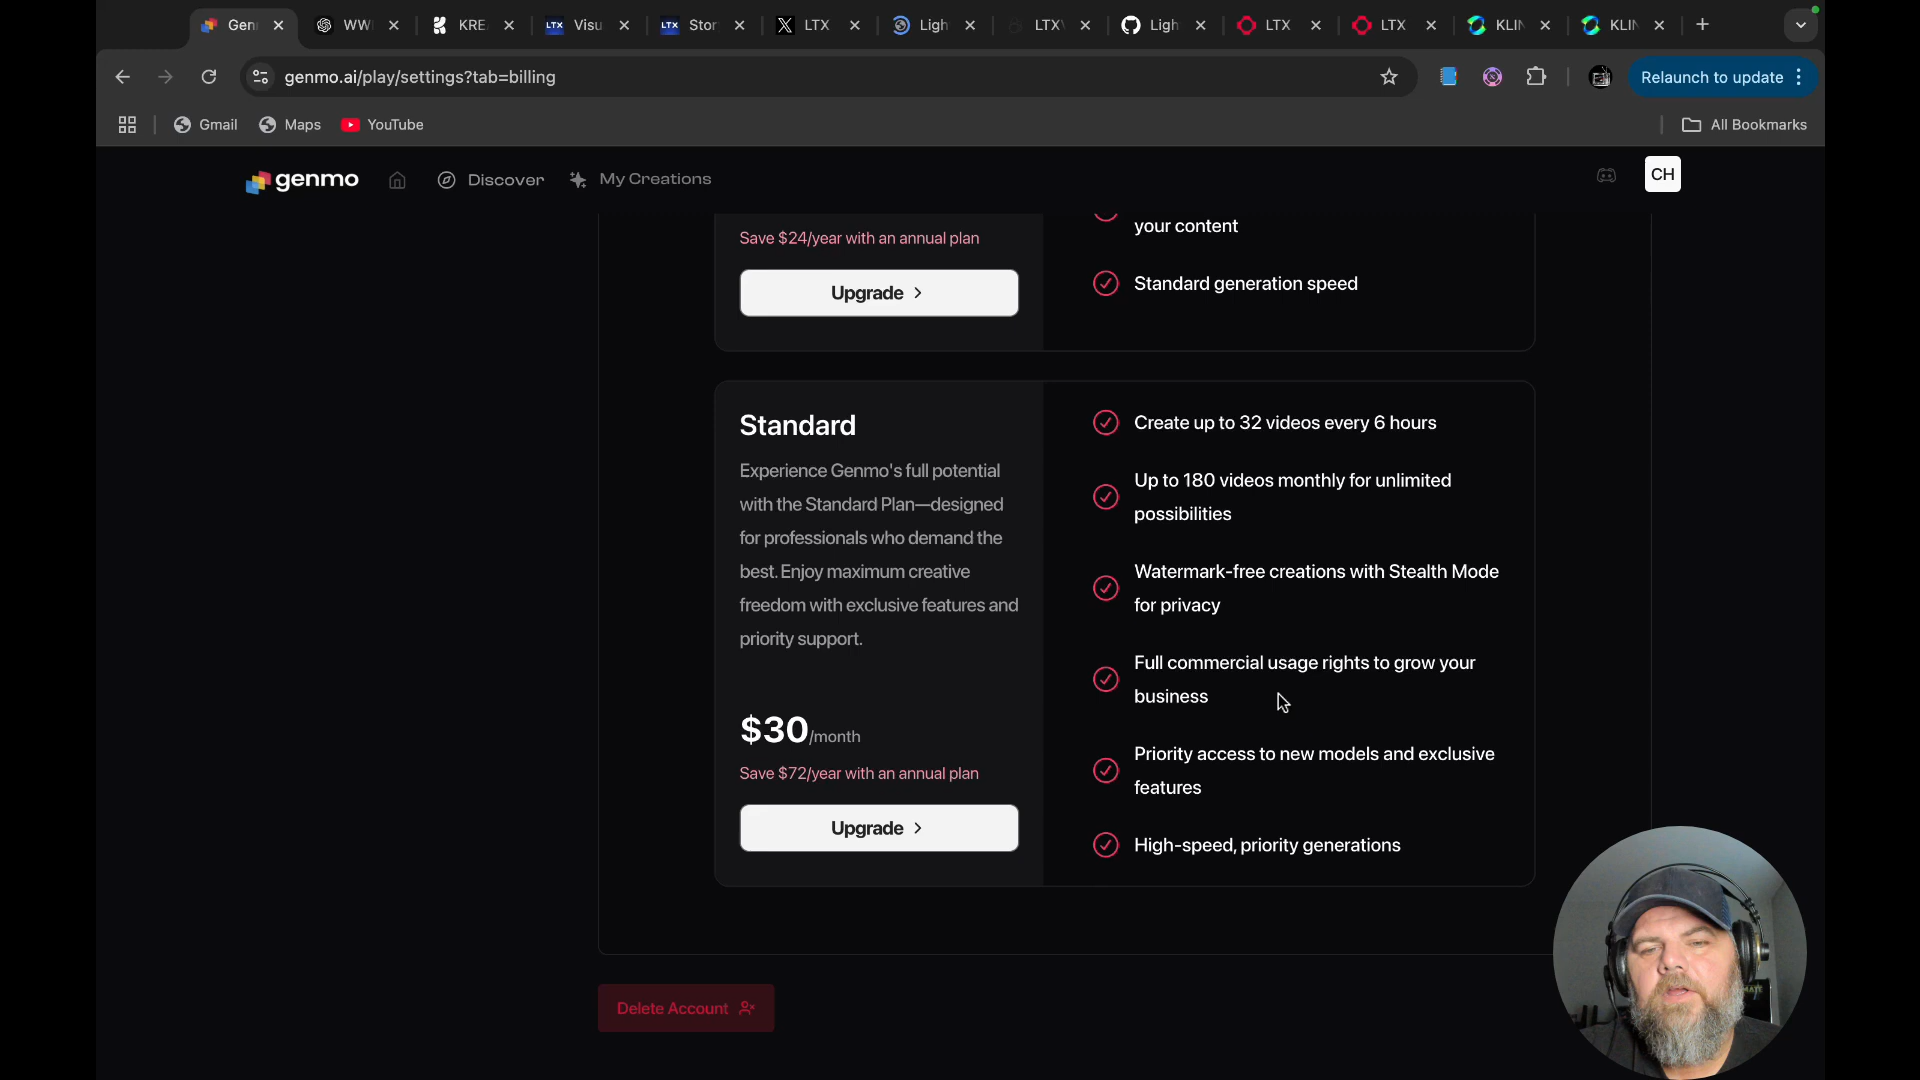 Gen
WW
KRE
LTX Visu
LTX Stor
LTX
Ligh
LTXV
Ligh
LTX
LTX
KLIN
KLIN
genmo.ai/play/settings?tab=billing
Relaunch to update
Gmail
Maps
YouTube
All Bookmarks
genmo
Discover
My Creations
CH
Save $24/year with an annual plan
Upgrade
your content
Standard generation speed
Standard
Experience Genmo's full potential
with the Standard Plan—designed
for professionals who demand the
best. Enjoy maximum creative
freedom with exclusive features and
priority support.
$30/month
Save $72/year with an annual plan
Upgrade
Create up to 32 videos every 6 hours
Up to 180 videos monthly for unlimited
possibilities
Watermark-free creations with Stealth Mode
for privacy
Full commercial usage rights to grow your
business
Priority access to new models and exclusive
features
High-speed, priority generations
Delete Account